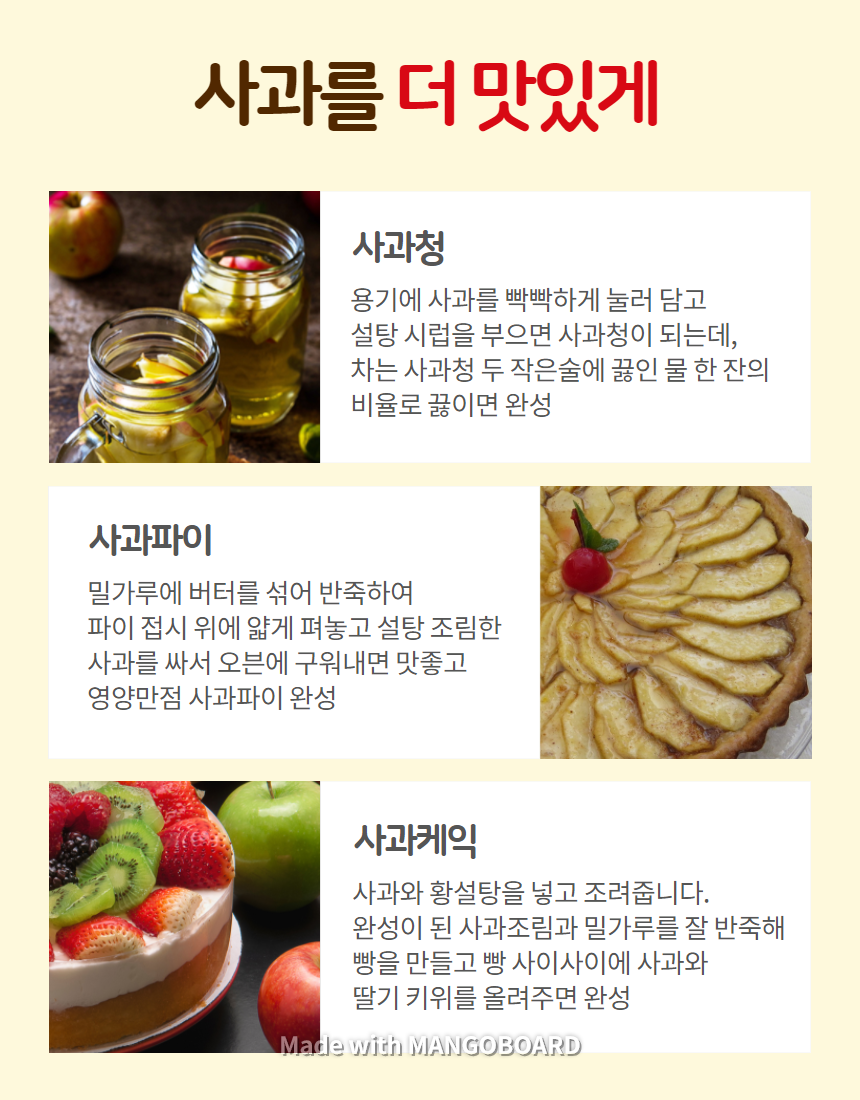 사과를 더 맛있게
사과청
용기에 사과를 빡빡하게 눌러 담고
설탕 시럽을 부으면 사과청이 되는데,
차는 사과청 두 작은술에 끓인 물 한 잔의
비율로 끓이면 완성
사과파이
밀가루에 버터를 섞어 반죽하여
파이 접시 위에 얇게 펴놓고 설탕 조림한
사과를 싸서 오븐에 구워내면 맛좋고
영양만점 사과파이 완성
사과케익
사과와 황설탕을 넣고 조려줍니다.
완성이 된 사과조림과 밀가루를 잘 반죽해
빵을 만들고 빵 사이사이에 사과와
딸기 키위를 올려주면 완성
Made with MANGOBOARD